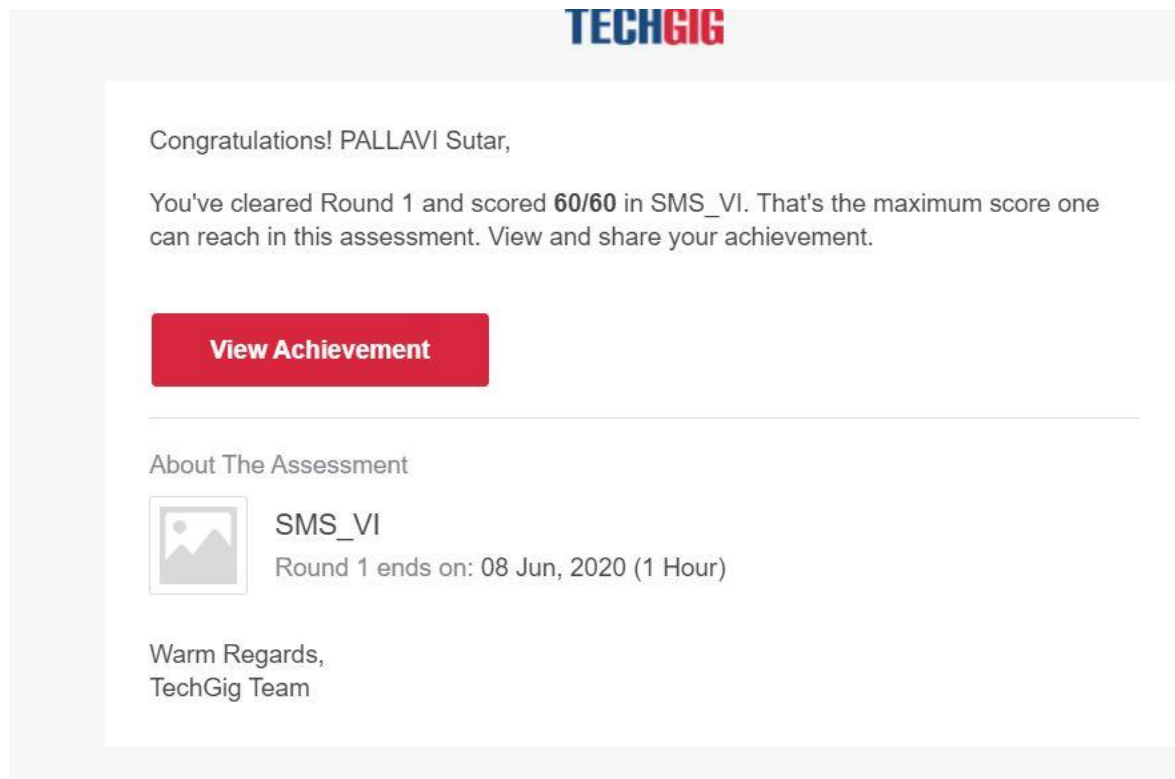 TECHGIG
Congratulations! PALLAVI Sutar,
You've cleared Round 1 and scored 60/60 in SMS_VI. That's the maximum score one
can reach in this assessment. View and share your achievement.
View Achievement
About The Assessment
SMS_VI
Round 1 ends on: 08 Jun, 2020 (1 Hour)
Warm Regards,
TechGig Team